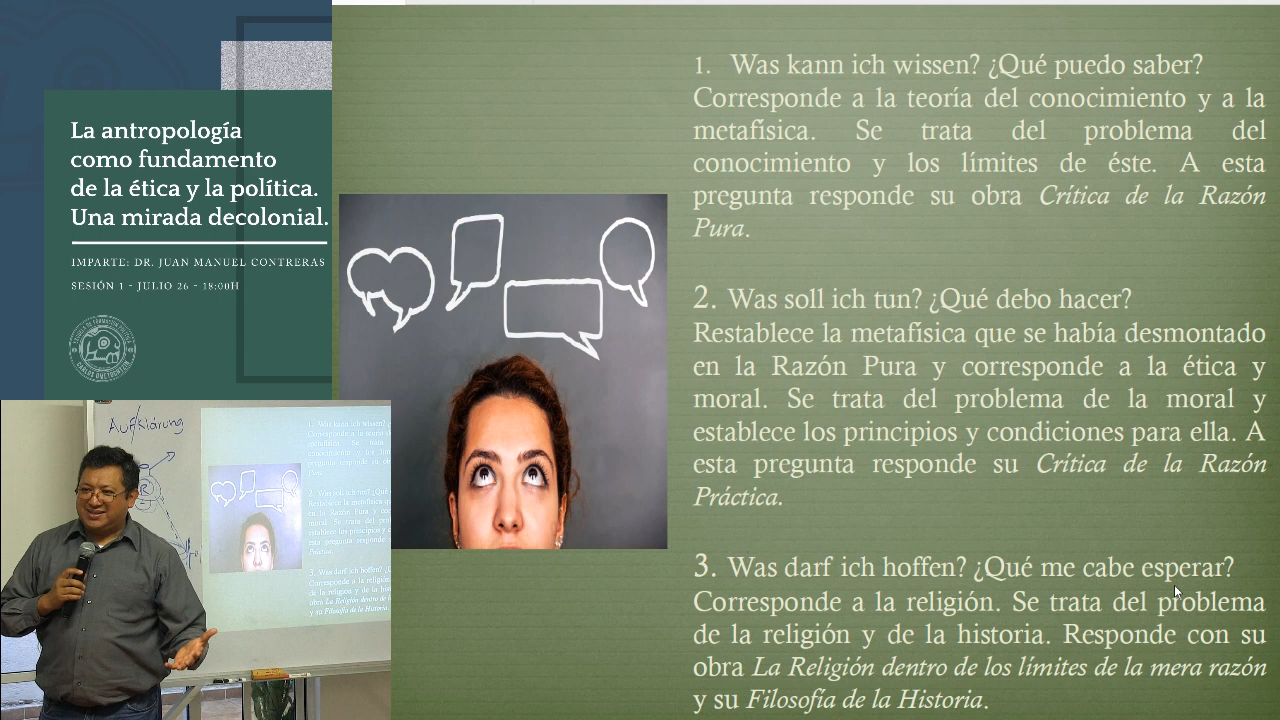 La antropología
como fundamento
de la ética y la política.
Una mirada decolonial.
IMPARTE: DR. JUAN MANUEL CONTRERAS
SESIÓN 1 - JULIO 26 - 18:00H
1. Was kann ich wissen? ¿Qué puedo saber?
Corresponde a la teoría del conocimiento y a la
metafísica. Se trata del problema del
conocimiento y los límites de éste. A esta
pregunta responde su obra Crítica de la Razón
Pura.
2. Was soll ich tun? ¿Qué debo hacer?
Restablece la metafísica que se había desmontado
en la Razón Pura y corresponde a la ética y
moral. Se trata del problema de la moral y
establece los principios y condiciones para ella. A
esta pregunta responde su Crítica de la Razón
Práctica.
3. Was darf ich hoffen? ¿Qué me cabe esperar?
Corresponde a la religión. Se trata del problema
de la religión y de la historia. Responde con su
obra La Religión dentro de los límites de la mera razón
y su Filosofía de la Historia.
Aufklärung